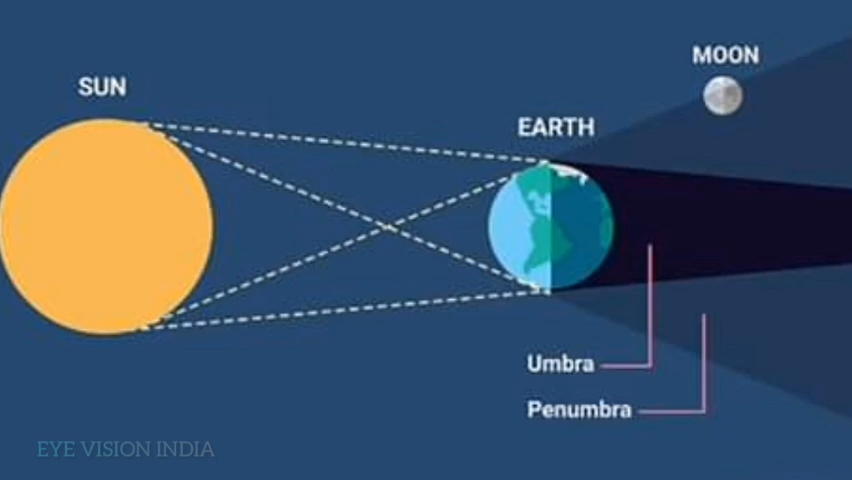 MOON
SUN
EARTH
Umbra
Penumbra
EYE VISION INDIA